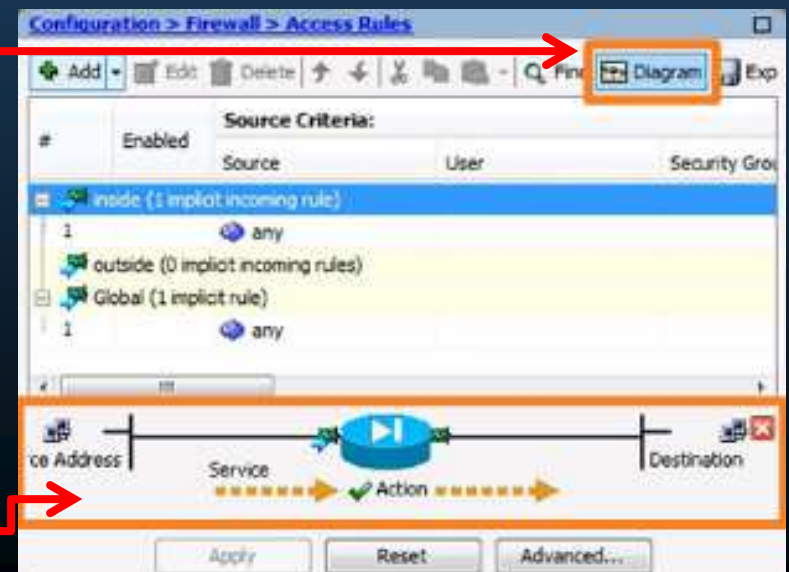 Configuration > Firewall > Access Rules
Add Edit Delete Find Diagram Exp
Source Criteria:
# Enabled Source User Security Grou
inside (1 implicit incoming rule)
1 any
outside (0 implicit incoming rules)
Global (1 implicit rule)
1 any
ce Address Service Action Destination
Apply Reset Advanced...